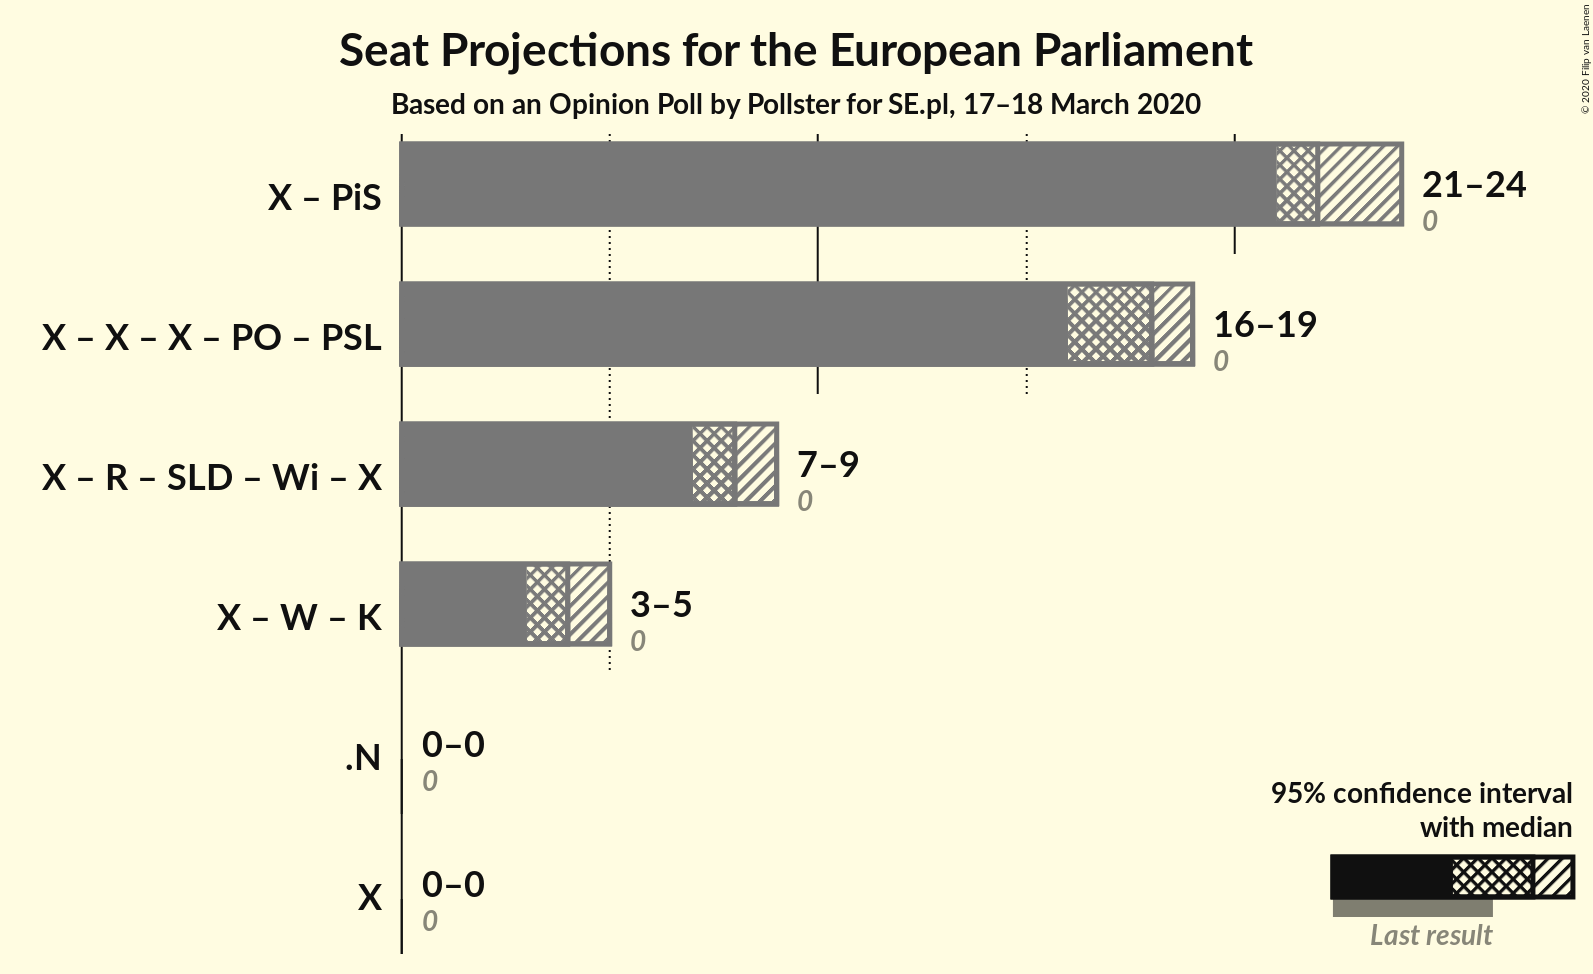 Seat Projections for the European Parliament
Based on an Opinion Poll by Pollster for SE.pl, 17–18 March 2020
© 2020 Filip van Laenen
X – PiS
21–24
0
X – X – X – PO – PSL
16–19
0
X – R – SLD – Wi – X
7–9
0
X – W – K
3–5
0
.N
0–0
0
X
0–0
0
95% confidence interval
with median
Last result